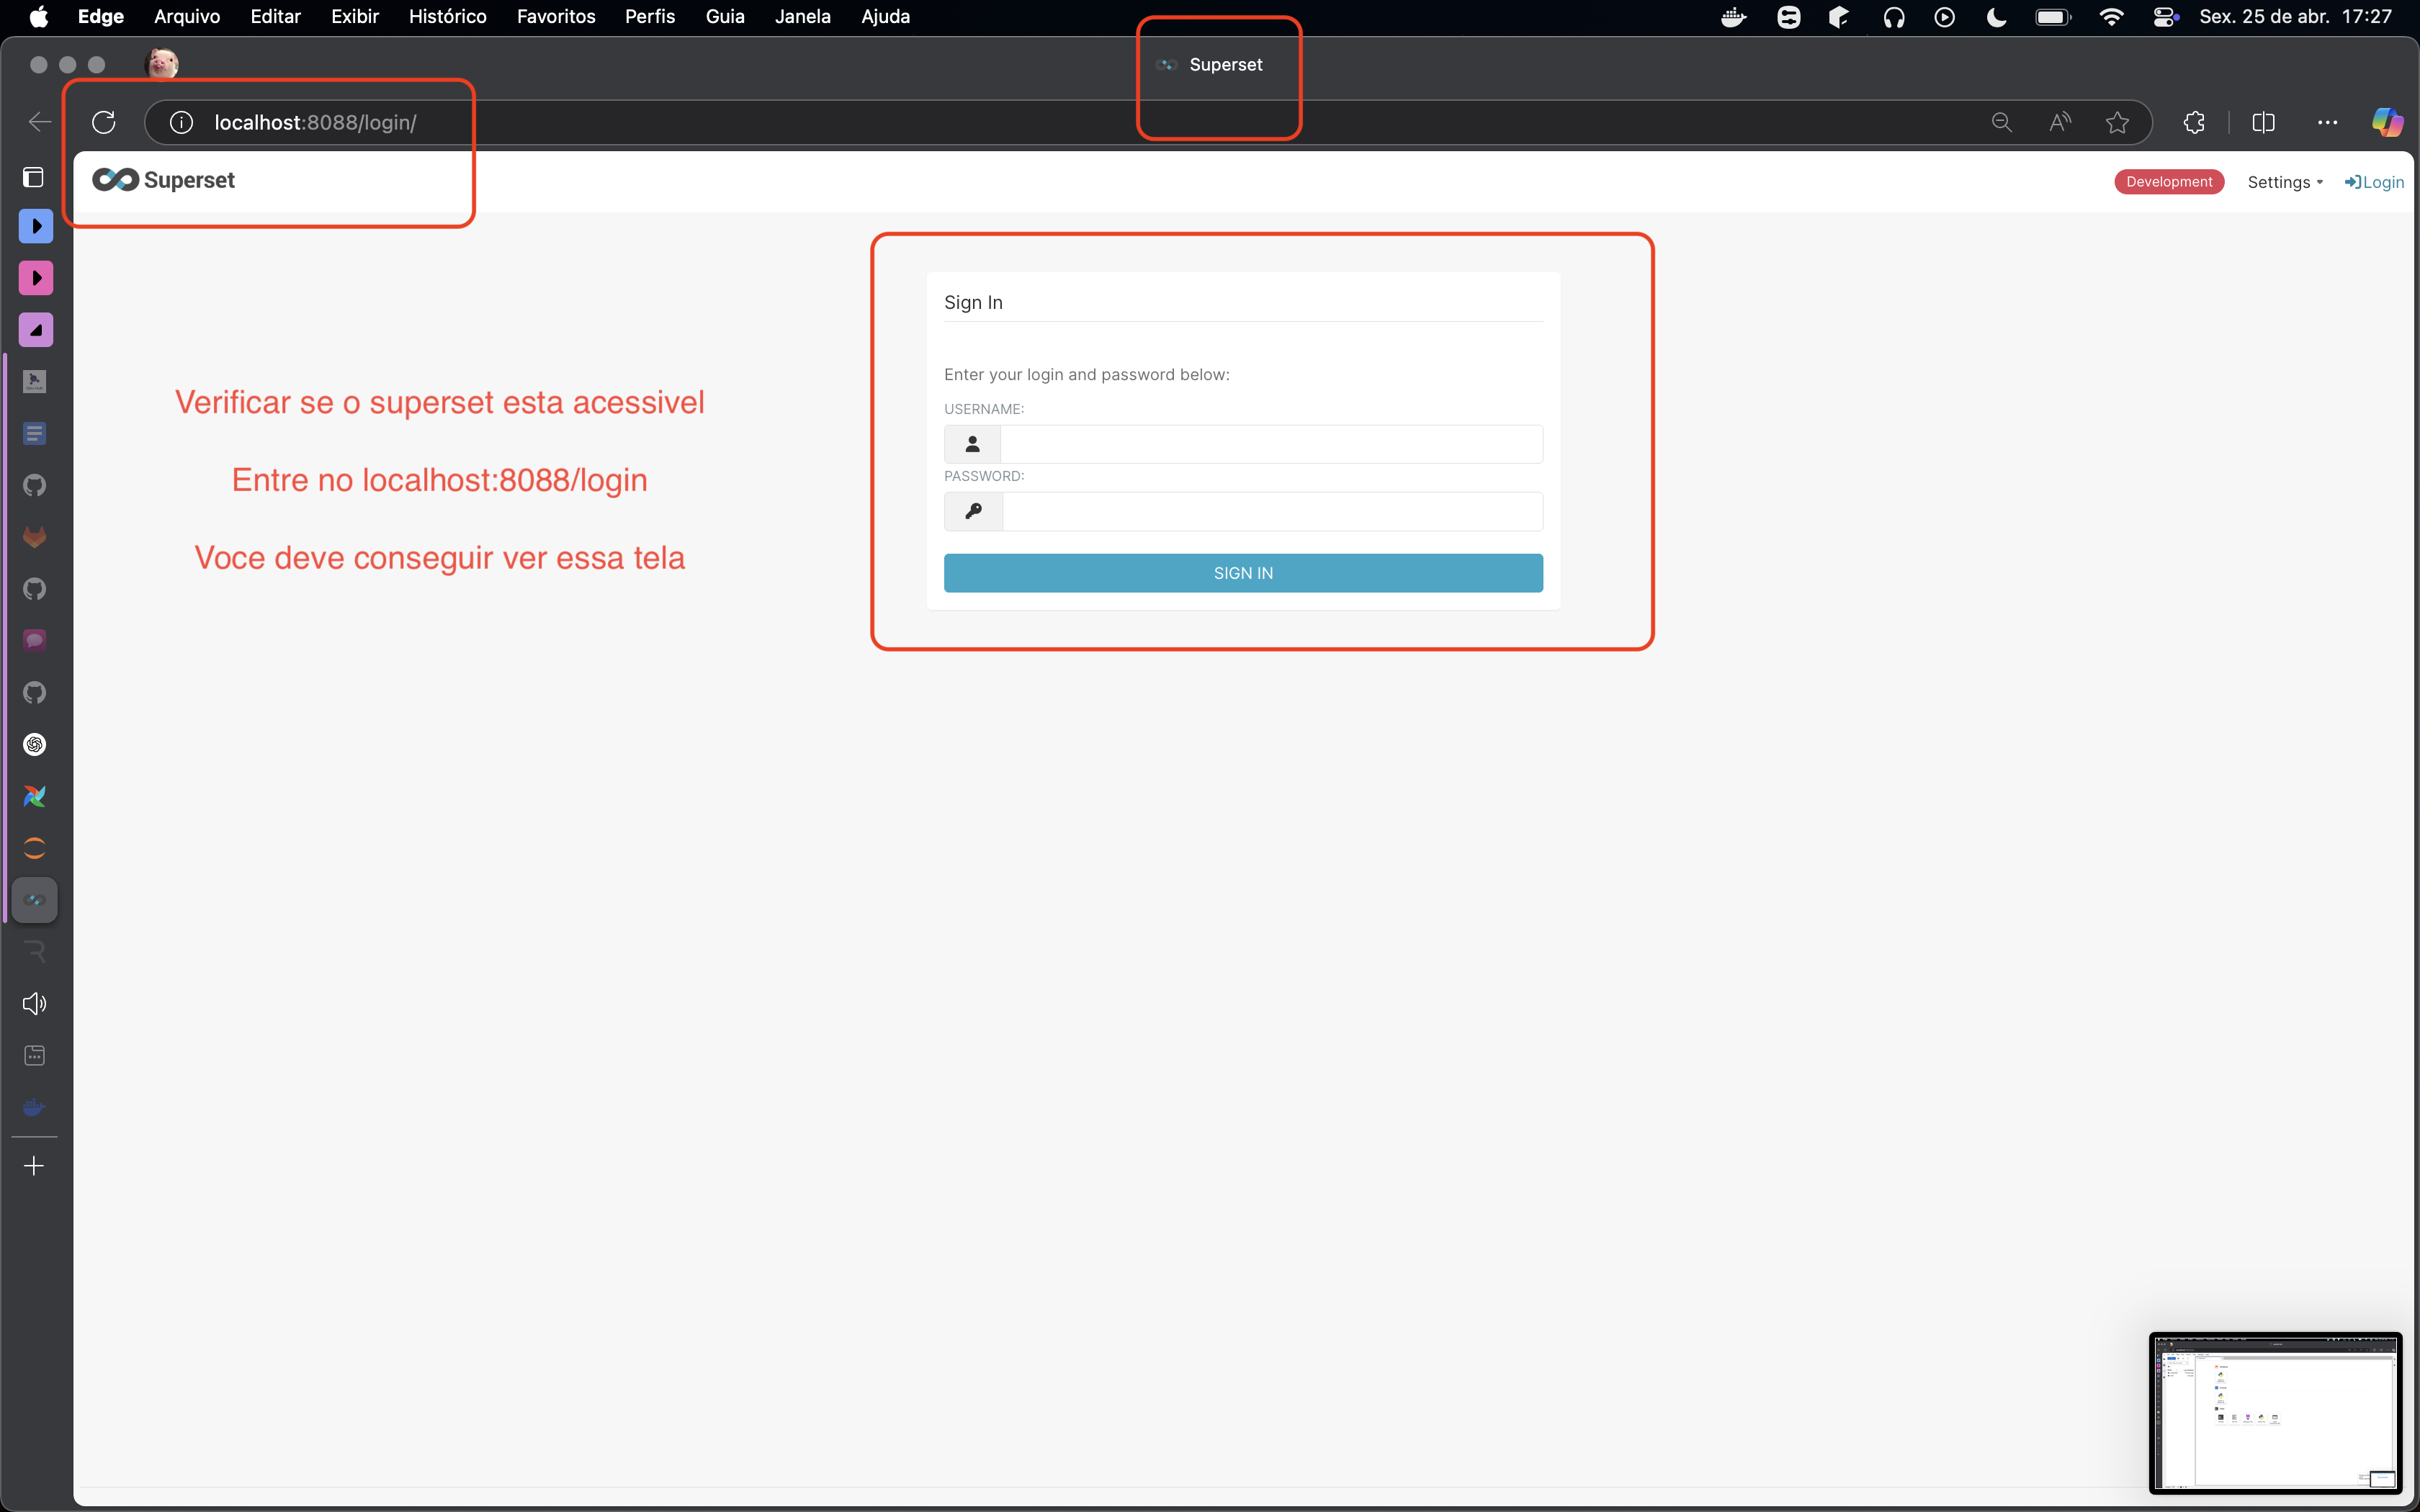 Edge Arquivo Editar Exibir Histórico Favoritos Perfis Guia Janela Ajuda Sex. 25 de abr. 17:27
Superset
localhost:8088/login/
Superset
Development Settings Login
Sign In
Enter your login and password below:
USERNAME:
PASSWORD:
SIGN IN
Verificar se o superset esta acessivel
Entre no localhost:8088/login
Voce deve conseguir ver essa tela